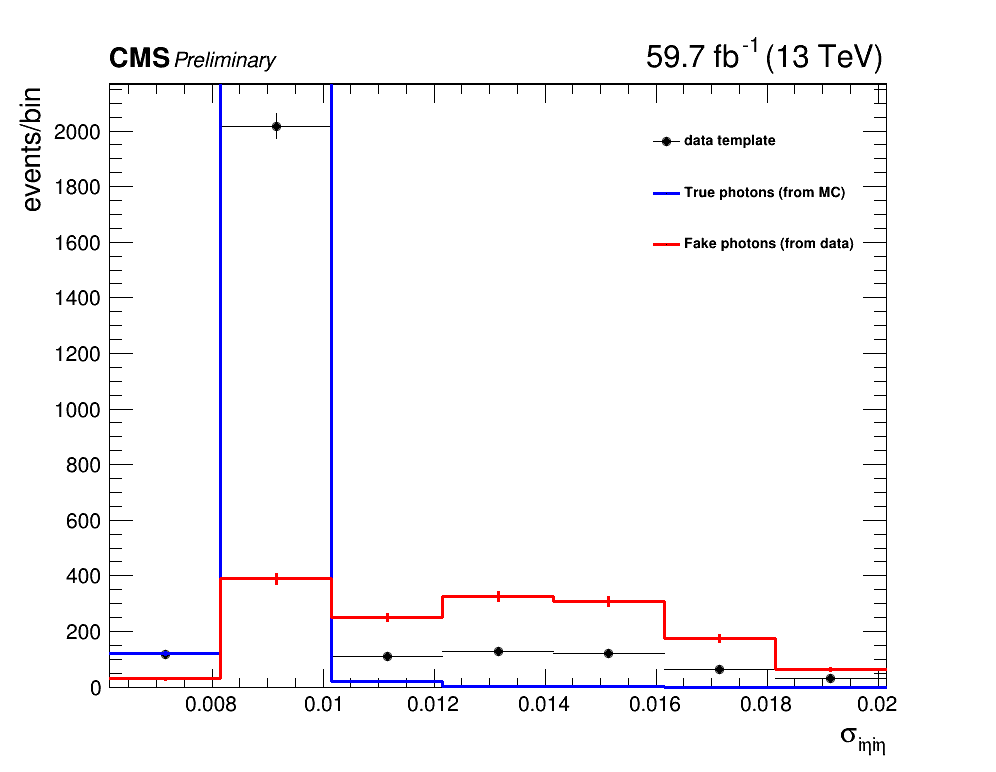 CMS Preliminary 59.7 fb⁻¹ (13 TeV)
events/bin
2000
1800
1600
1400
1200
1000
800
600
400
200
0
data template
True photons (from MC)
Fake photons (from data)
0.008 0.01 0.012 0.014 0.016 0.018 0.02
σiηiη